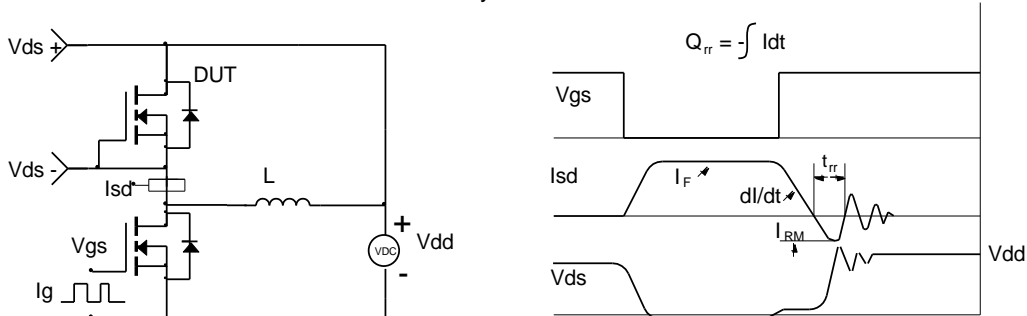 Vds +
DUT
Vds -
Isd
L
Vgs
Ig
VDC
+
-
Vdd
Qrr = -∫ Idt
Vgs
Isd
IF
dI/dt
trr
IRM
Vds
Vdd